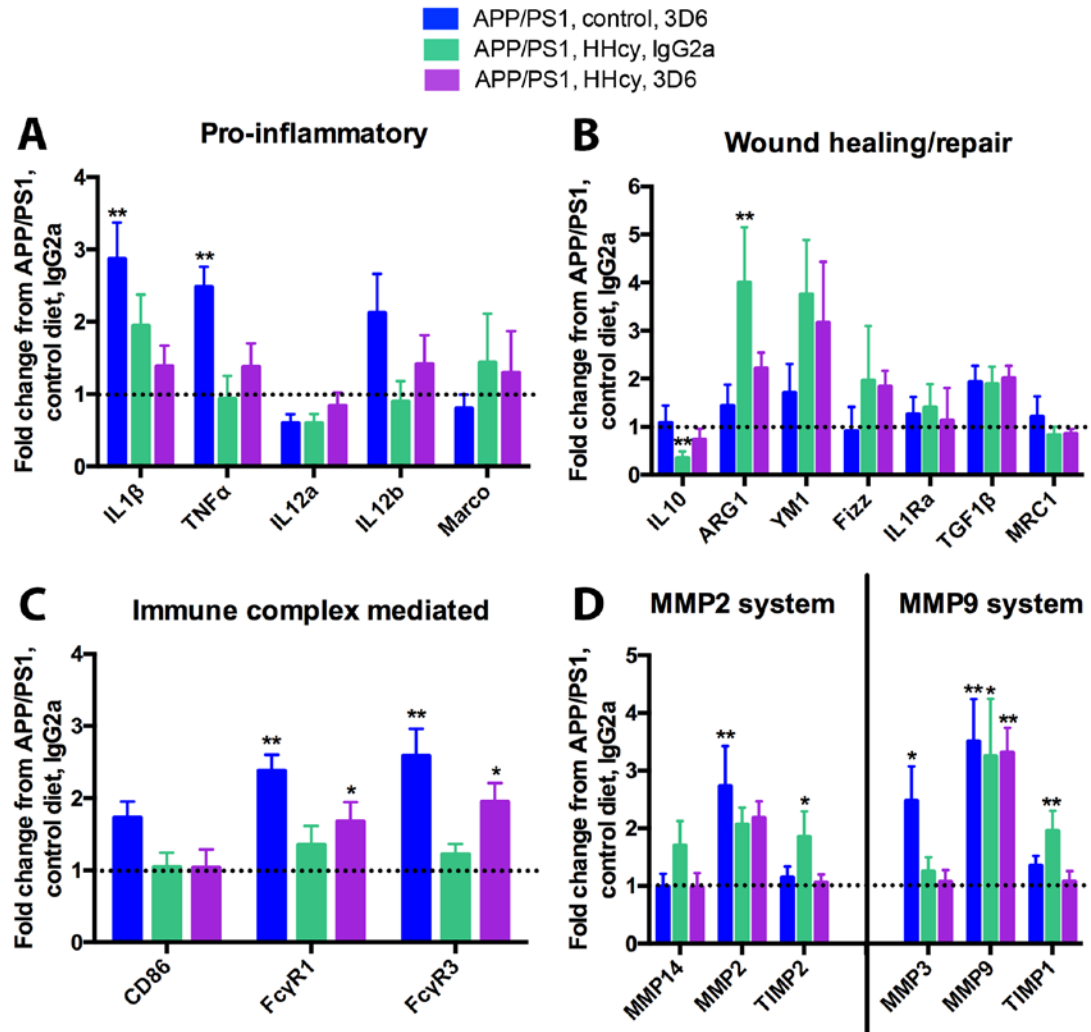 APP/PS1, control, 3D6
APP/PS1, HHcy, IgG2a
APP/PS1, HHcy, 3D6
A
Pro-inflammatory
Fold change from APP/PS1,
control diet, IgG2a
4
3
2
1
0
**
**
IL1β
TNFα
IL12a
IL12b
Marco
B
Wound healing/repair
Fold change from APP/PS1,
control diet, IgG2a
6
5
4
3
2
1
0
**
**
IL10
ARG1
YM1
Fizz
IL1Ra
TGF1β
MRC1
C
Immune complex mediated
Fold change from APP/PS1,
control diet, IgG2a
4
3
2
1
0
**
*
**
*
CD86
FcγR1
FcγR3
D
MMP2 system
MMP9 system
Fold change from APP/PS1,
control diet, IgG2a
5
4
3
2
1
0
**
*
*
**
*
**
**
MMP14
MMP2
TIMP2
MMP3
MMP9
TIMP1